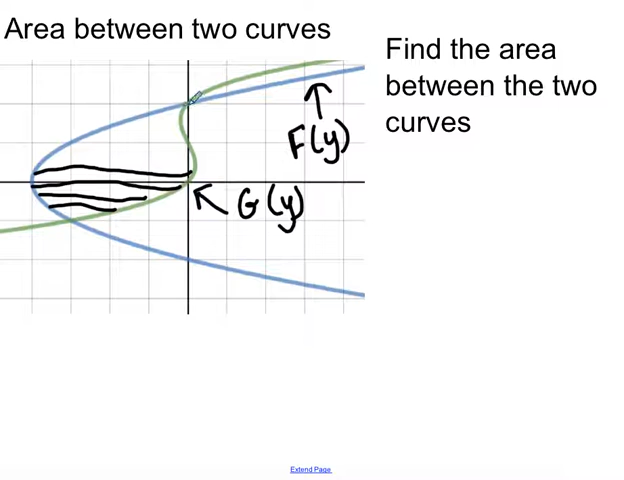 Area between two curves
Find the area
between the two
curves
F(y)
G(y)
Extend Page